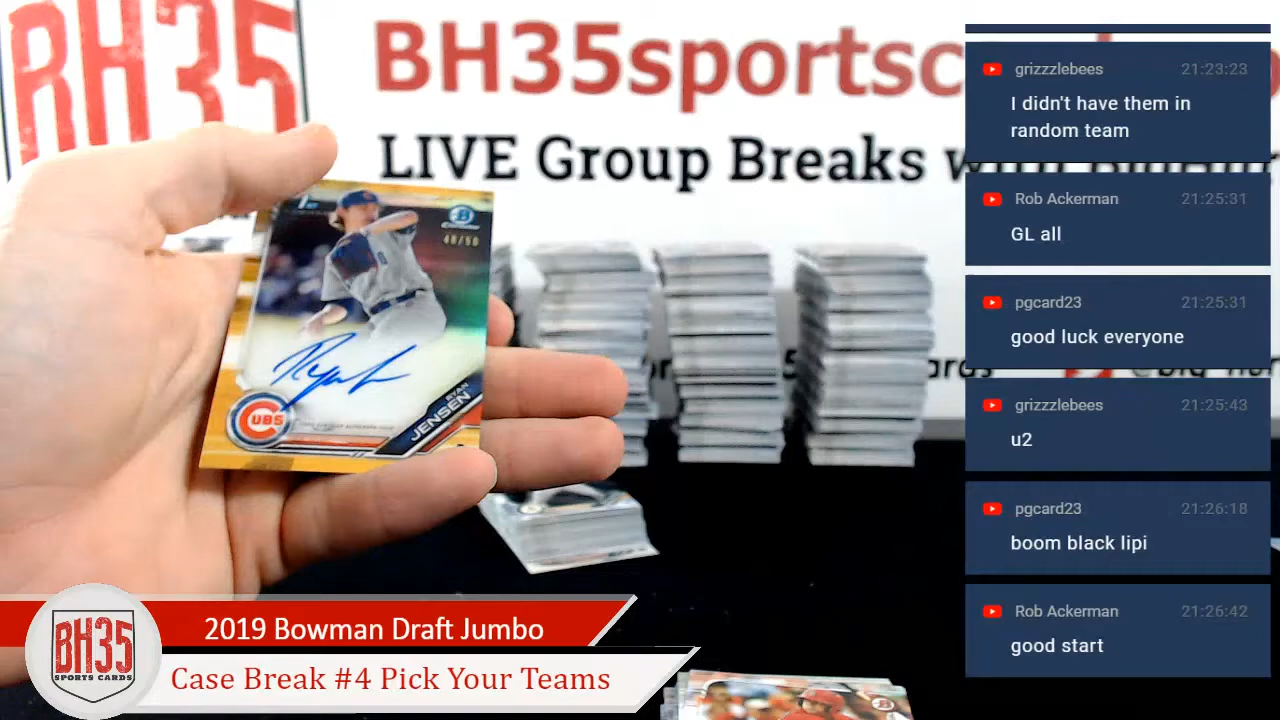 BH35
BH35sportsc
LIVE Group Breaks w
1st
B
Chrome
48/50
RYAN
JENSEN
CUBS
ards
2019 Bowman Draft Jumbo
Case Break #4 Pick Your Teams
BH35
SPORTS CARDS
grizzzlebees 21:23:23
I didn't have them in
random team
Rob Ackerman 21:25:31
GL all
pgcard23 21:25:31
good luck everyone
grizzzlebees 21:25:43
u2
pgcard23 21:26:18
boom black lipi
Rob Ackerman 21:26:42
good start